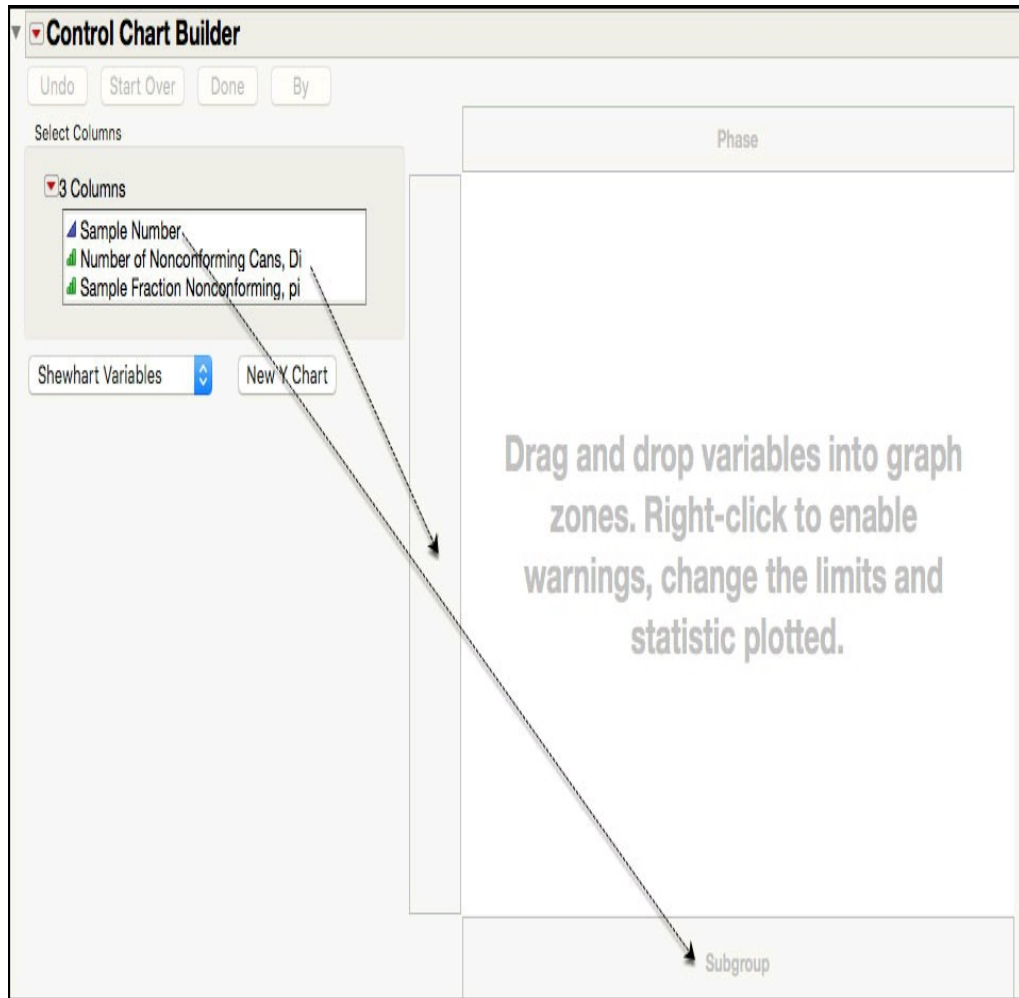 Control Chart Builder
Undo Start Over Done By
Select Columns
3 Columns
Sample Number
Number of Nonconforming Cans, Di
Sample Fraction Nonconforming, pi
Shewhart Variables New Y Chart
Phase
Drag and drop variables into graph
zones. Right-click to enable
warnings, change the limits and
statistic plotted.
Subgroup